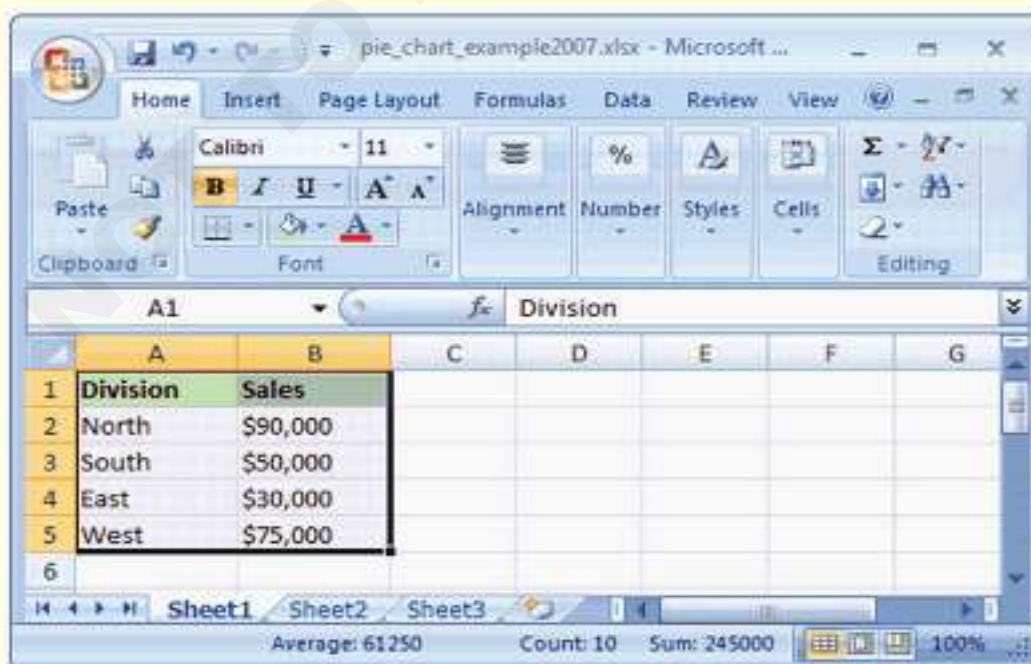 pie_chart_example2007.xlsx - Microsoft ...
Home Insert Page Layout Formulas Data Review View
Calibri 11
B I U A A
Paste
A
Alignment Number Styles Cells
% A Σ
Clipboard Font Editing
A1 fx Division
A B C D E F G
1 Division Sales
2 North $90,000
3 South $50,000
4 East $30,000
5 West $75,000
6
Sheet1 Sheet2 Sheet3
Average: 61250 Count: 10 Sum: 245000 100%